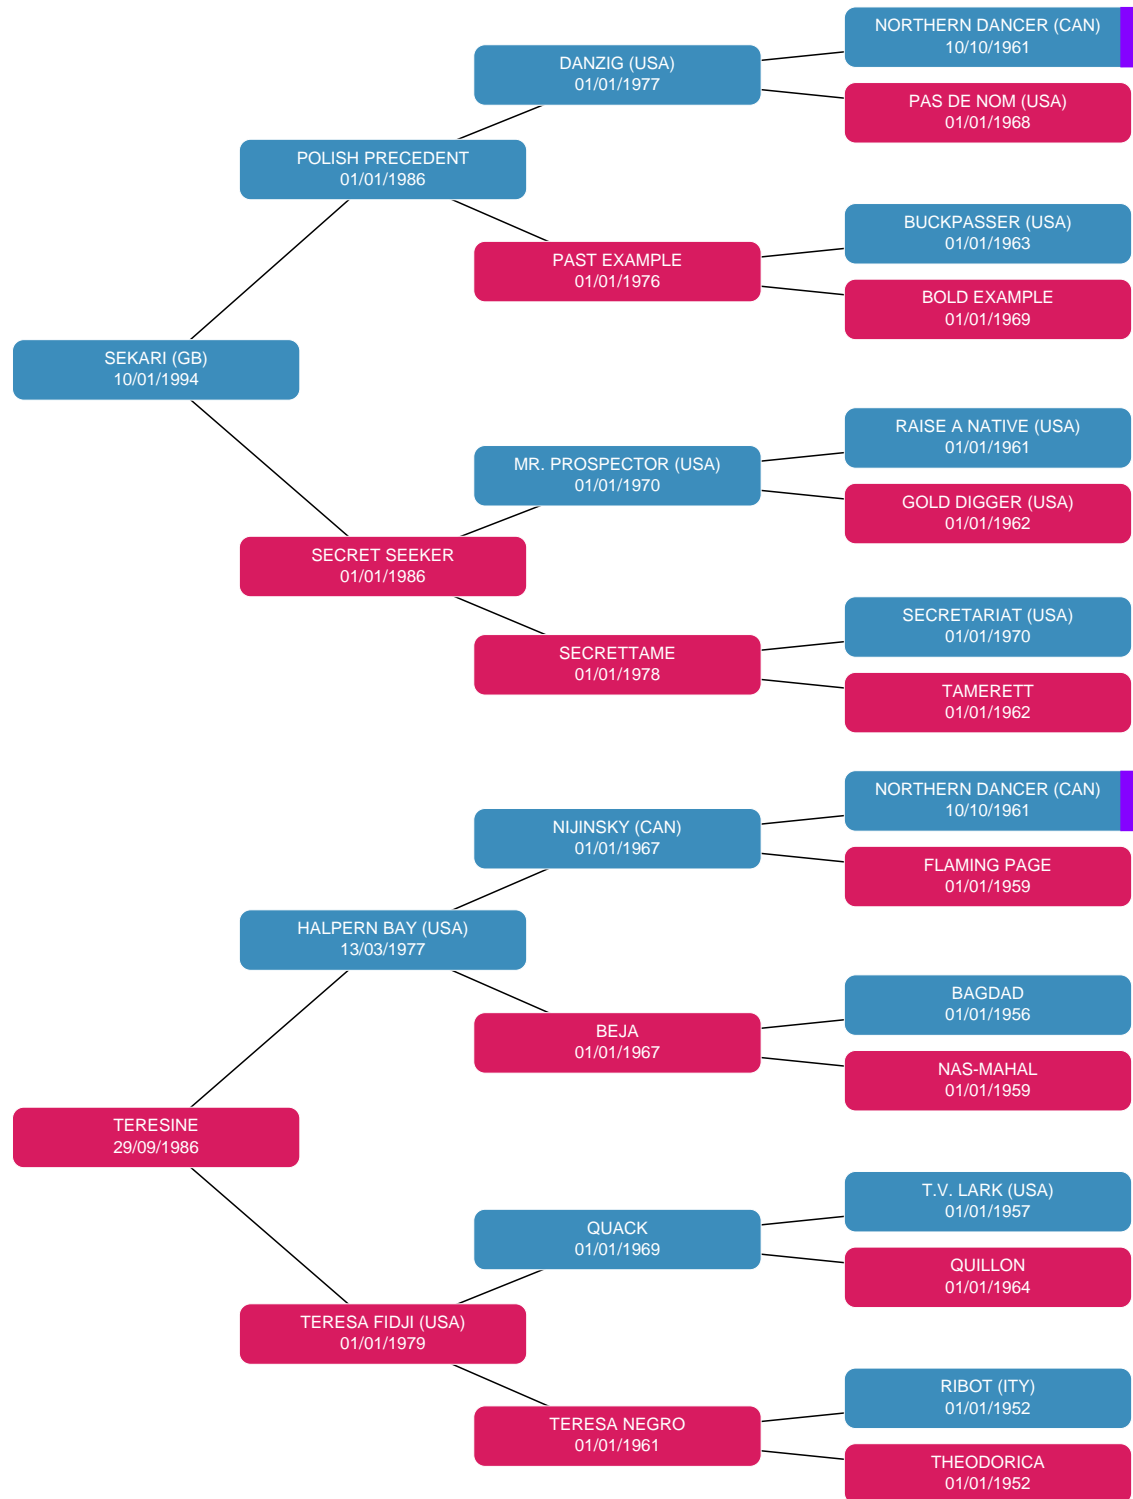 NORTHERN DANCER (CAN)
10/10/1961
DANZIG (USA)
01/01/1977
PAS DE NOM (USA)
01/01/1968
POLISH PRECEDENT
01/01/1986
BUCKPASSER (USA)
01/01/1963
PAST EXAMPLE
01/01/1976
BOLD EXAMPLE
01/01/1969
SEKARI (GB)
10/01/1994
RAISE A NATIVE (USA)
01/01/1961
MR. PROSPECTOR (USA)
01/01/1970
GOLD DIGGER (USA)
01/01/1962
SECRET SEEKER
01/01/1986
SECRETARIAT (USA)
01/01/1970
SECRETTAME
01/01/1978
TAMERETT
01/01/1962
NORTHERN DANCER (CAN)
10/10/1961
NIJINSKY (CAN)
01/01/1967
FLAMING PAGE
01/01/1959
HALPERN BAY (USA)
13/03/1977
BAGDAD
01/01/1956
BEJA
01/01/1967
NAS-MAHAL
01/01/1959
TERESINE
29/09/1986
T.V. LARK (USA)
01/01/1957
QUACK
01/01/1969
QUILLON
01/01/1964
TERESA FIDJI (USA)
01/01/1979
RIBOT (ITY)
01/01/1952
TERESA NEGRO
01/01/1961
THEODORICA
01/01/1952